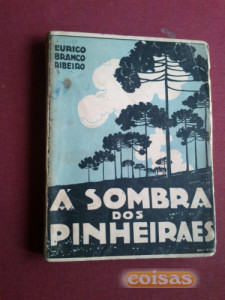 EURICO
BRANCO
RIBEIRO
Á SOMBRA
DOS
PINHEIRAES
coisas